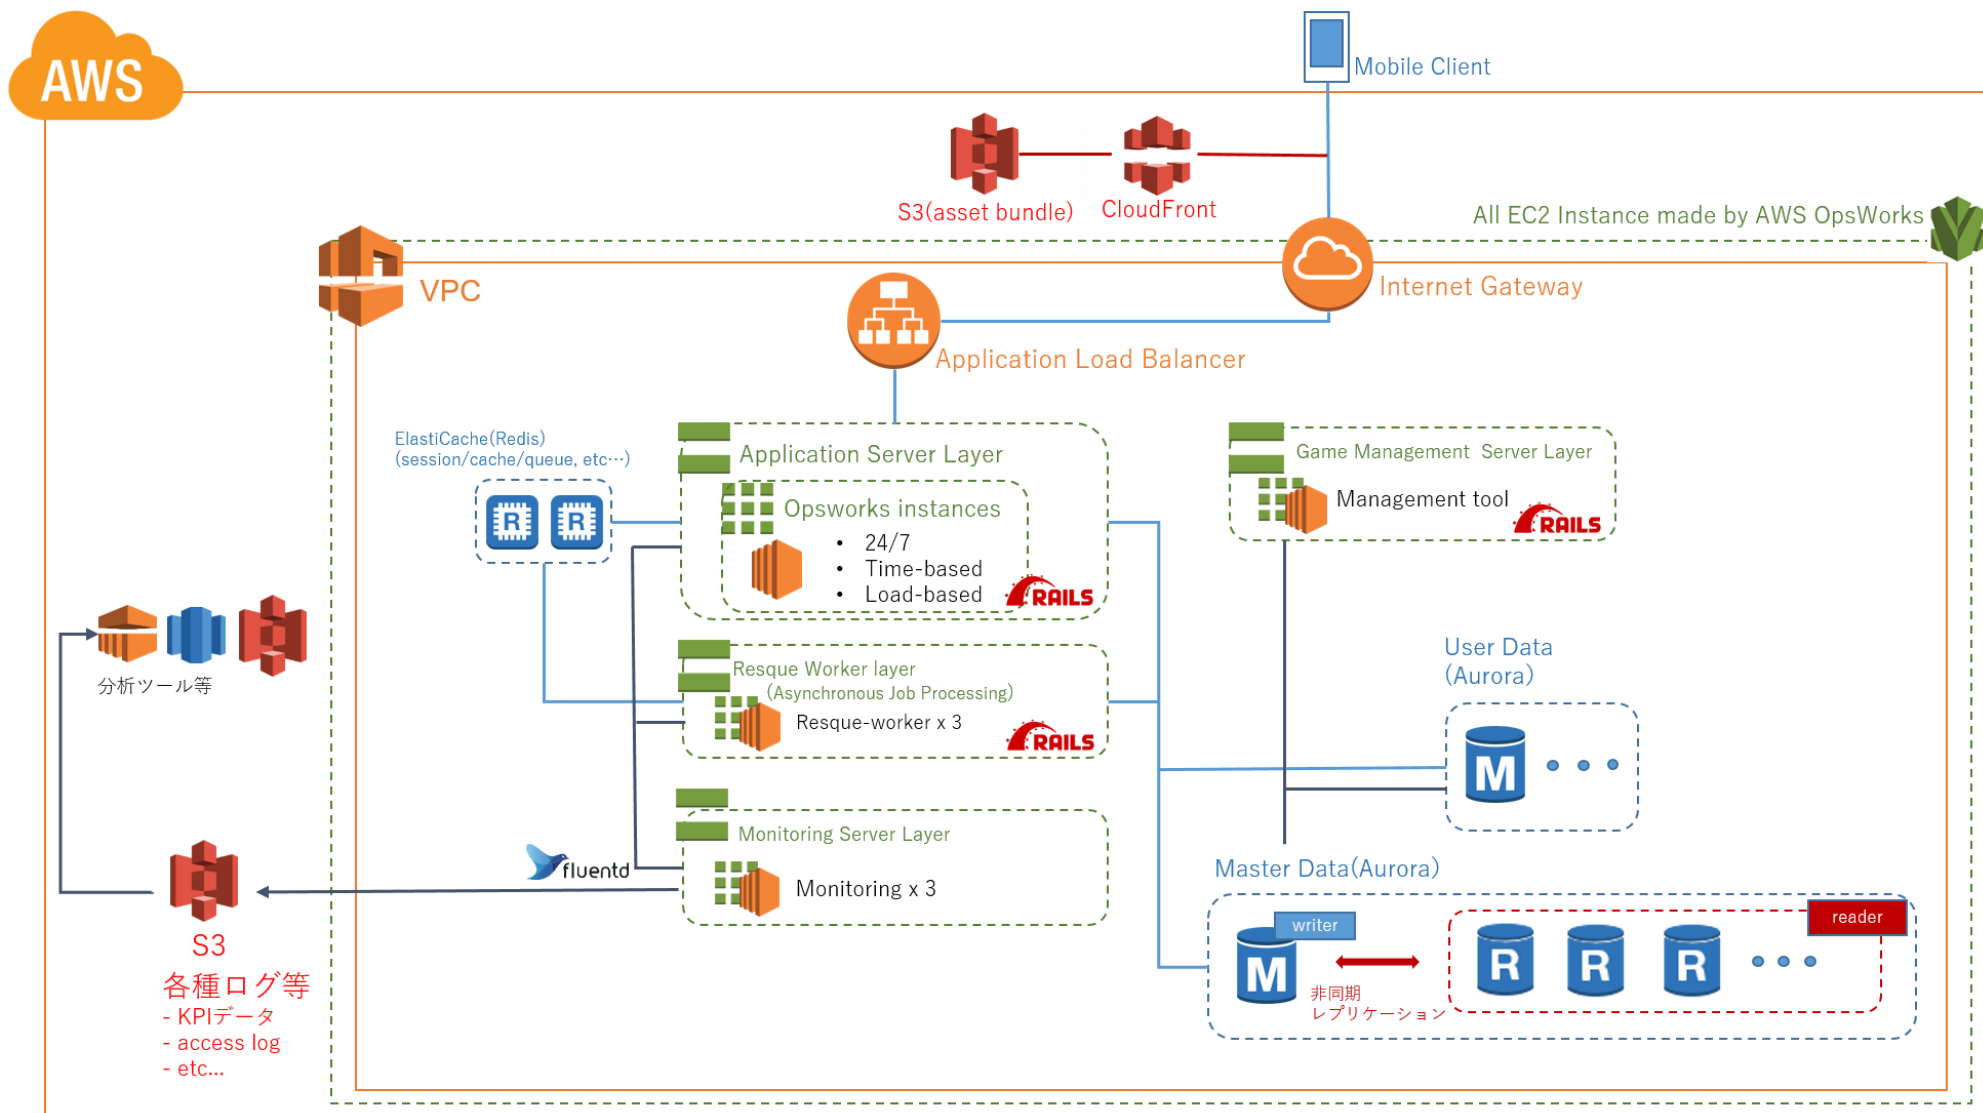 AWS
Mobile Client
S3(asset bundle)
CloudFront
All EC2 Instance made by AWS OpsWorks
VPC
Internet Gateway
Application Load Balancer
ElastiCache(Redis)
(session/cache/queue, etc…)
R
R
Application Server Layer
Opsworks instances
• 24/7
• Time-based
• Load-based
RAILS
Game Management Server Layer
Management tool
RAILS
分析ツール等
Resque Worker layer
(Asynchronous Job Processing)
Resque-worker x 3
RAILS
User Data
(Aurora)
M
Monitoring Server Layer
Monitoring x 3
fluentd
Master Data(Aurora)
writer
reader
M
R
R
R
非同期
レプリケーション
S3
各種ログ等
- KPIデータ
- access log
- etc...